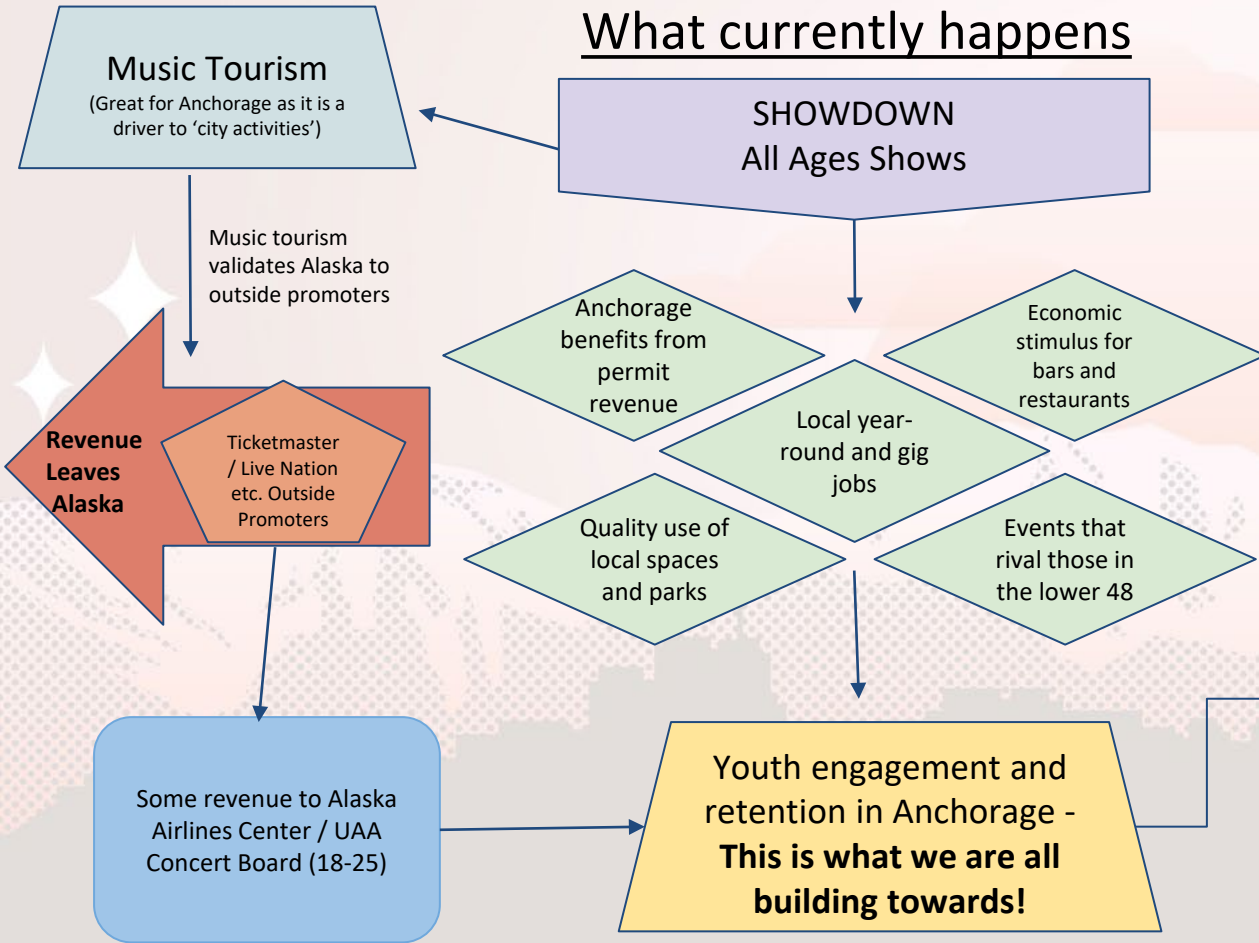 What currently happens
Music Tourism
(Great for Anchorage as it is a
driver to ‘city activities’)
SHOWDOWN
All Ages Shows
Music tourism
validates Alaska to
outside promoters
Revenue
Leaves
Alaska
Ticketmaster
/ Live Nation
etc. Outside
Promoters
Anchorage
benefits from
permit
revenue
Economic
stimulus for
bars and
restaurants
Local year-
round and gig
jobs
Quality use of
local spaces
and parks
Events that
rival those in
the lower 48
Some revenue to Alaska
Airlines Center / UAA
Concert Board (18-25)
Youth engagement and
retention in Anchorage -
This is what we are all
building towards!